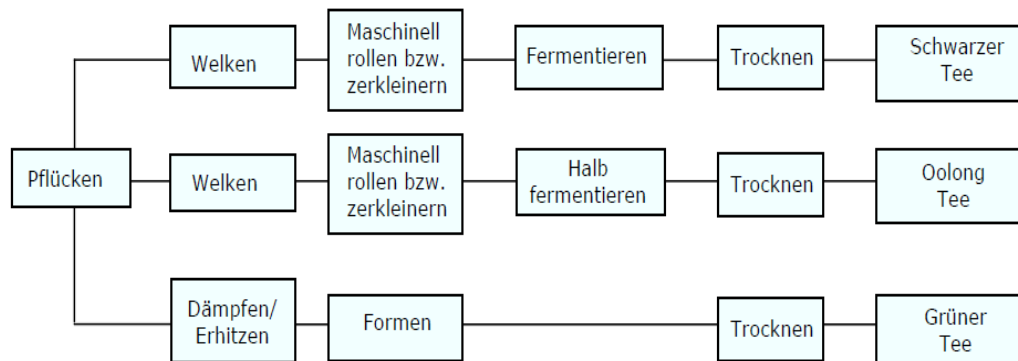 Pflücken
Welken
Maschinell
rollen bzw.
zerkleinern
Fermentieren
Trocknen
Schwarzer
Tee
Welken
Maschinell
rollen bzw.
zerkleinern
Halb
fermentieren
Trocknen
Oolong
Tee
Dämpfen/
Erhitzen
Formen
Trocknen
Grüner
Tee